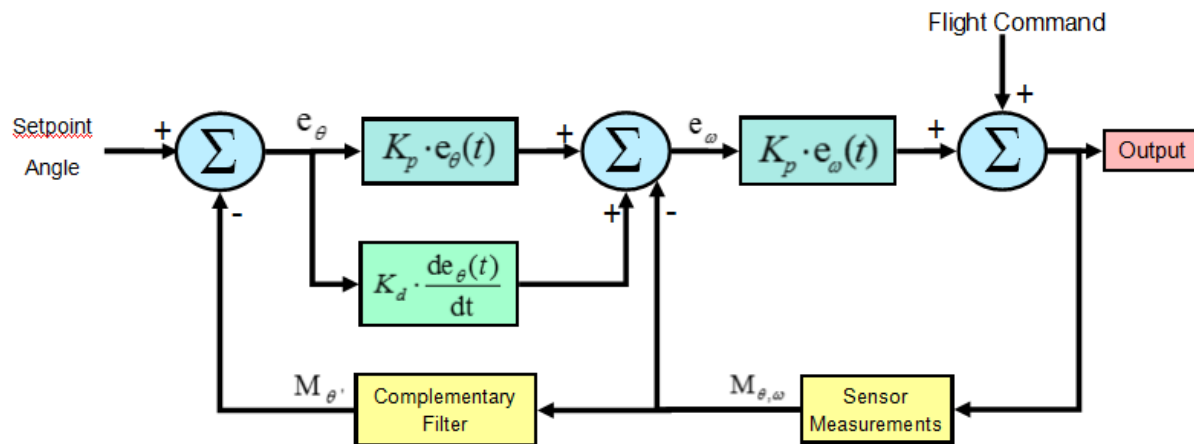 Flight Command
+
Setpoint
Angle
+
Σ
-
e_θ
K_p · e_θ(t)
+
Σ
+
-
e_ω
K_p · e_ω(t)
+
Σ
Output
K_d · de_θ(t)/dt
M_θ'
Complementary
Filter
M_θ,ω
Sensor
Measurements